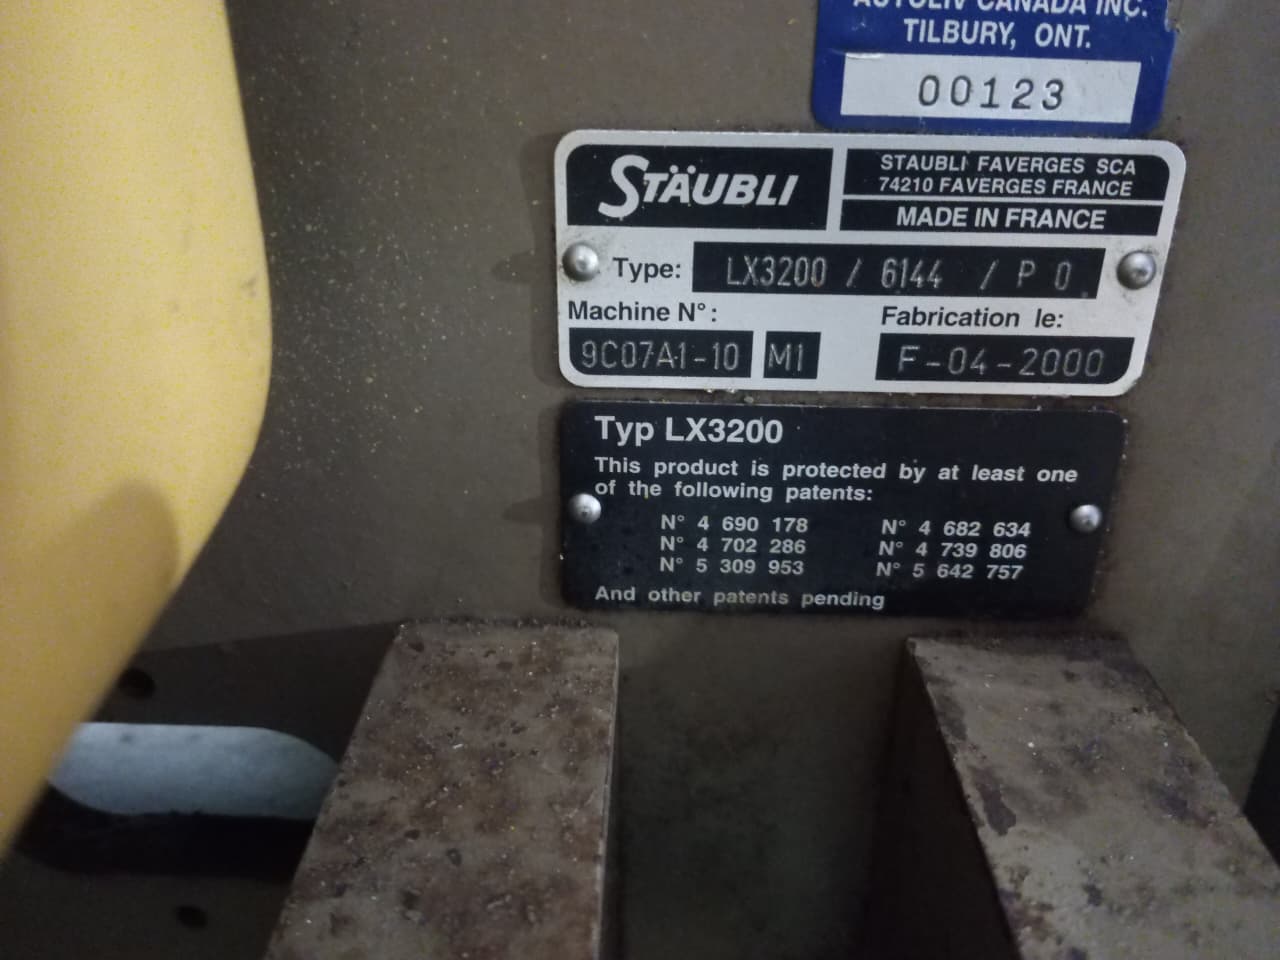 AUTOLIV CANADA INC.
TILBURY, ONT.
00123
STÄUBLI
STAUBLI FAVERGES SCA
74210 FAVERGES FRANCE
MADE IN FRANCE
Type: LX3200 / 6144 / P 0
Machine N°:
Fabrication le:
9C07A1-10 M1
F-04-2000
Typ LX3200
This product is protected by at least one
of the following patents:
N° 4 690 178 N° 4 682 634
N° 4 702 286 N° 4 739 806
N° 5 309 953 N° 5 642 757
And other patents pending